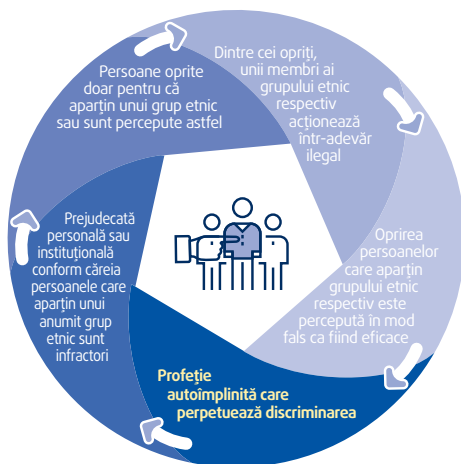 Persoane oprite
doar pentru că
aparțin unui grup etnic
sau sunt percepute astfel
Dintre cei opriți,
unii membri ai
grupului etnic
respectiv
acționează
într-adevăr
ilegal
Oprirea
persoanelor
care aparțin
grupului etnic
respectiv este
percepută în mod
fals ca fiind eficace
Profeție
autoîmplinită care
perpetuează discriminarea
Prejudecată
personală sau
instituțională
conform căreia
persoanele care
aparțin unui
anumit grup
etnic sunt
infractori